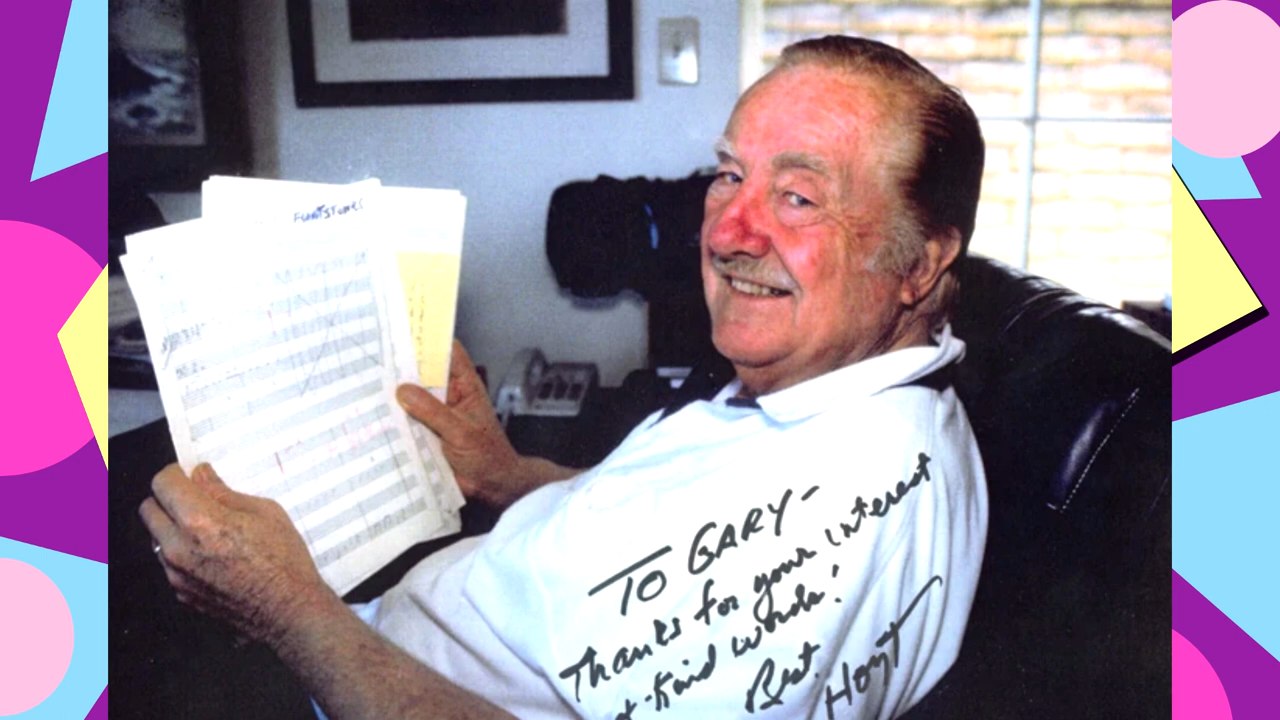 FLINTSTONES
TO GARY-
Thanks for your interest
+ Kind words!
Best.
Hoyt